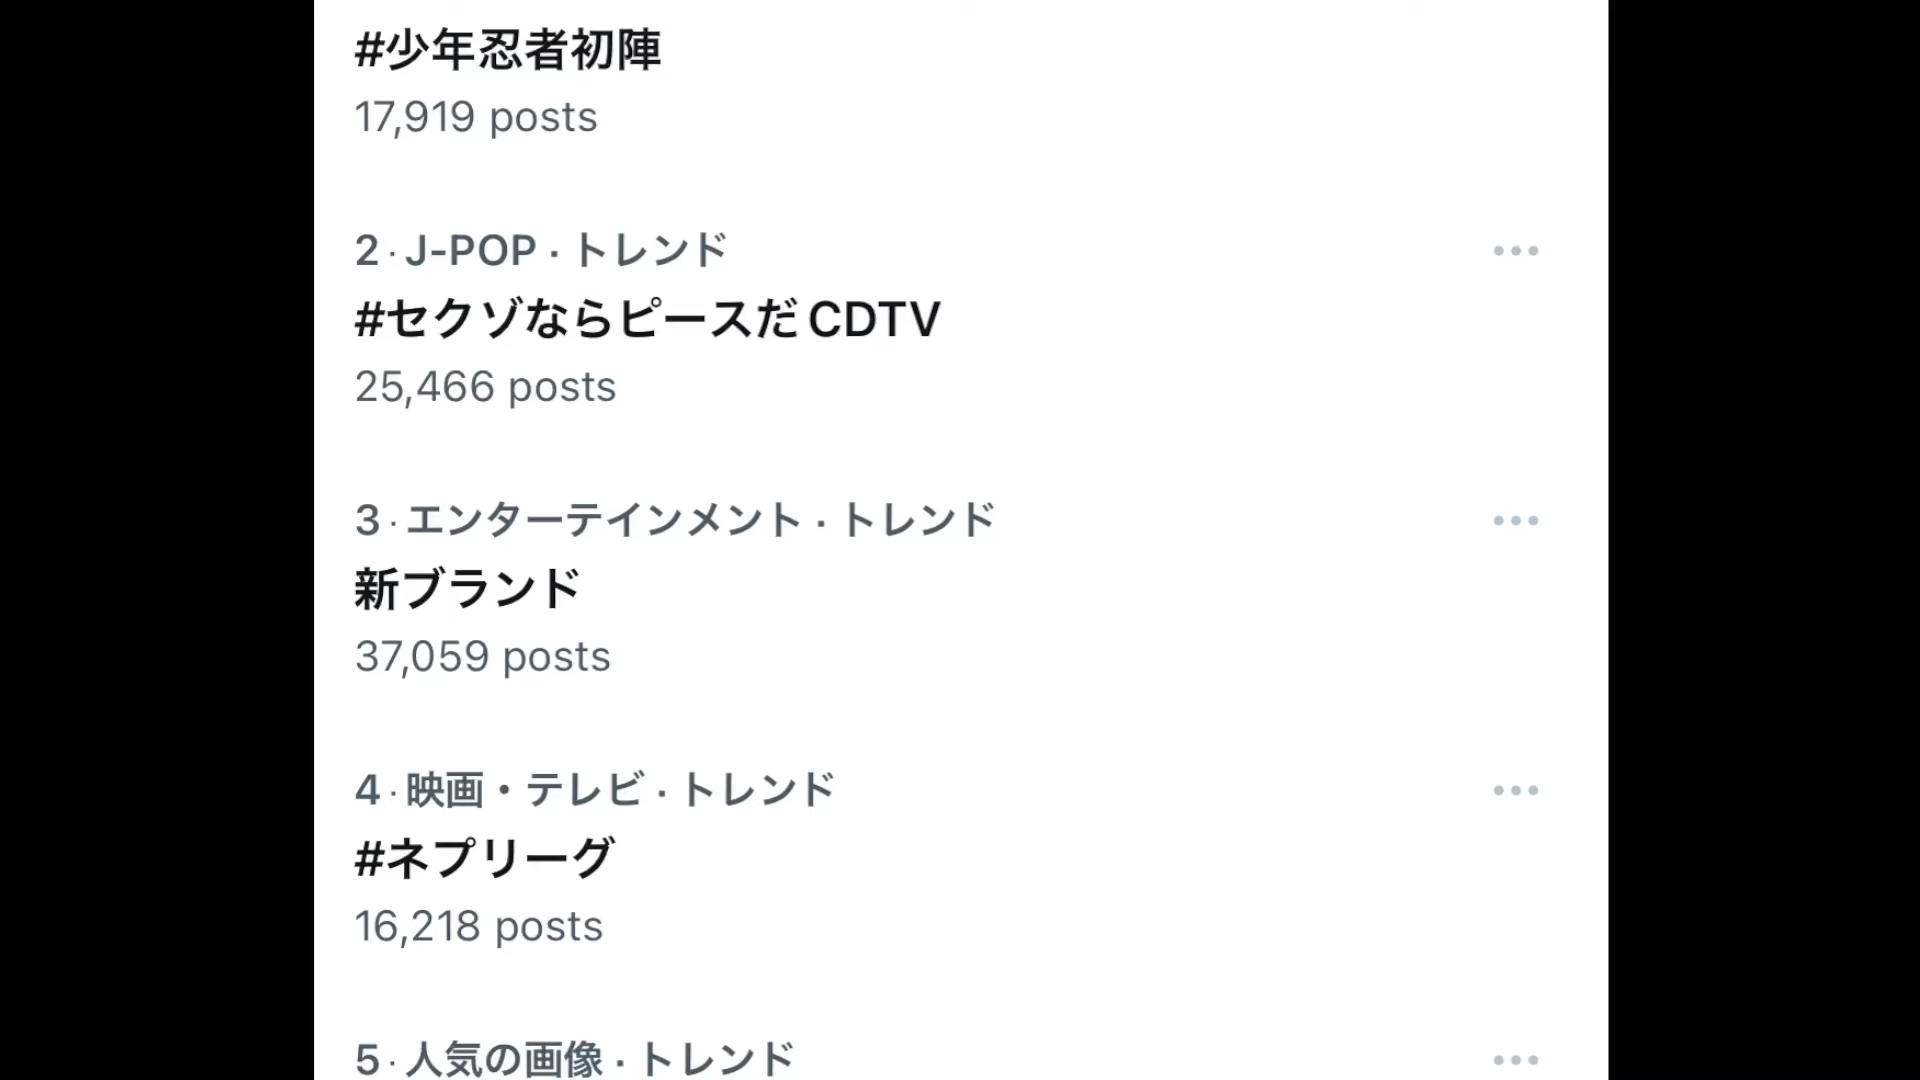 #少年忍者初陣
17,919 posts
2 · J-POP · トレンド
#セクゾならピースだCDTV
25,466 posts
3 · エンターテインメント · トレンド
新ブランド
37,059 posts
4 · 映画・テレビ · トレンド
#ネプリーグ
16,218 posts
5 · 人気の画像 · トレンド